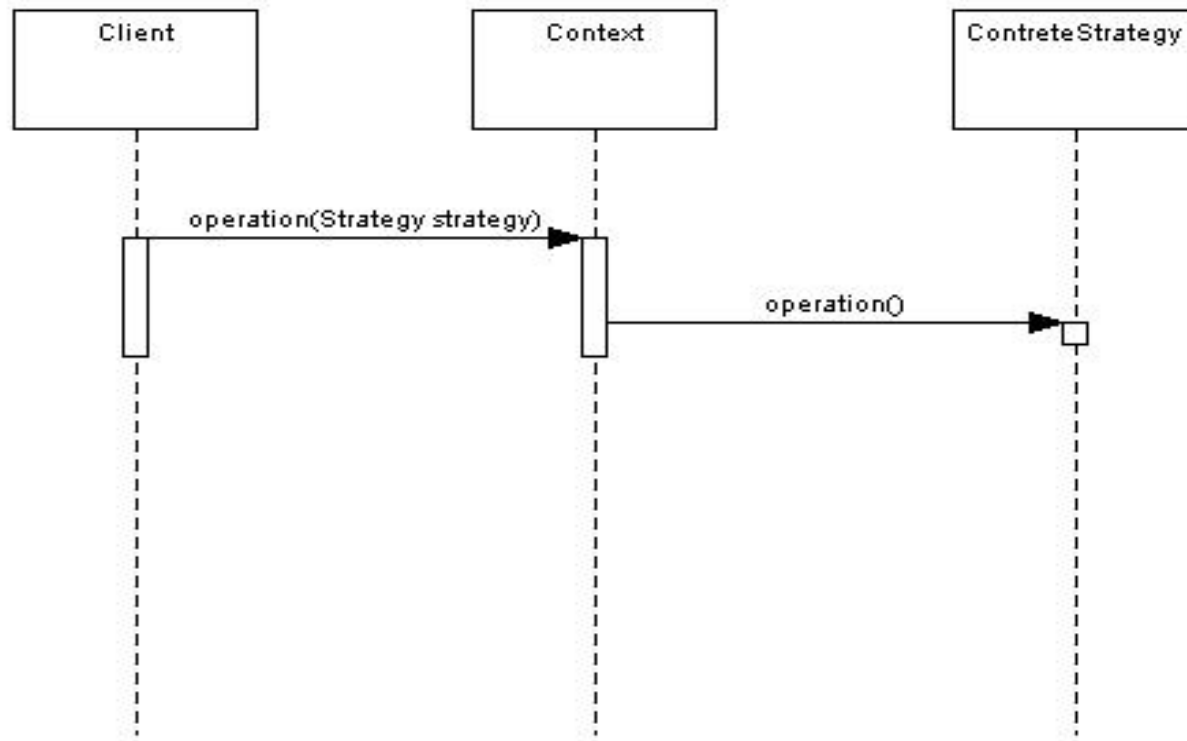 Client
Context
ContreteStrategy
operation(Strategy strategy)
operation()